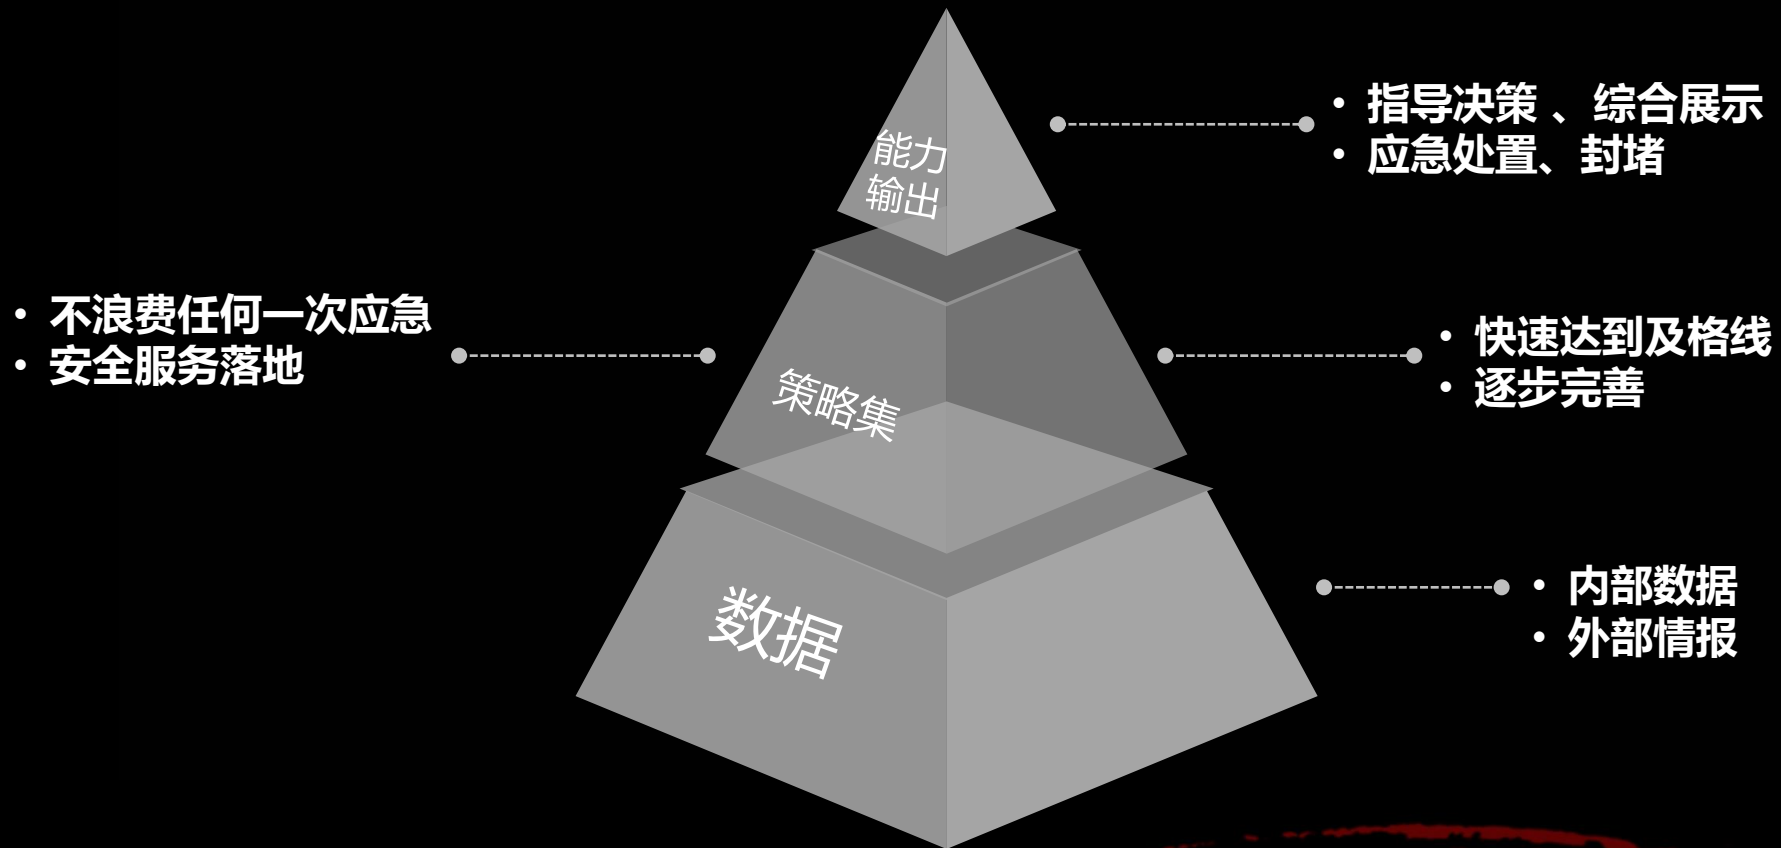 能力
输出
• 指导决策 、综合展示
• 应急处置、封堵
• 不浪费任何一次应急
• 安全服务落地
策略集
• 快速达到及格线
• 逐步完善
数据
• 内部数据
• 外部情报